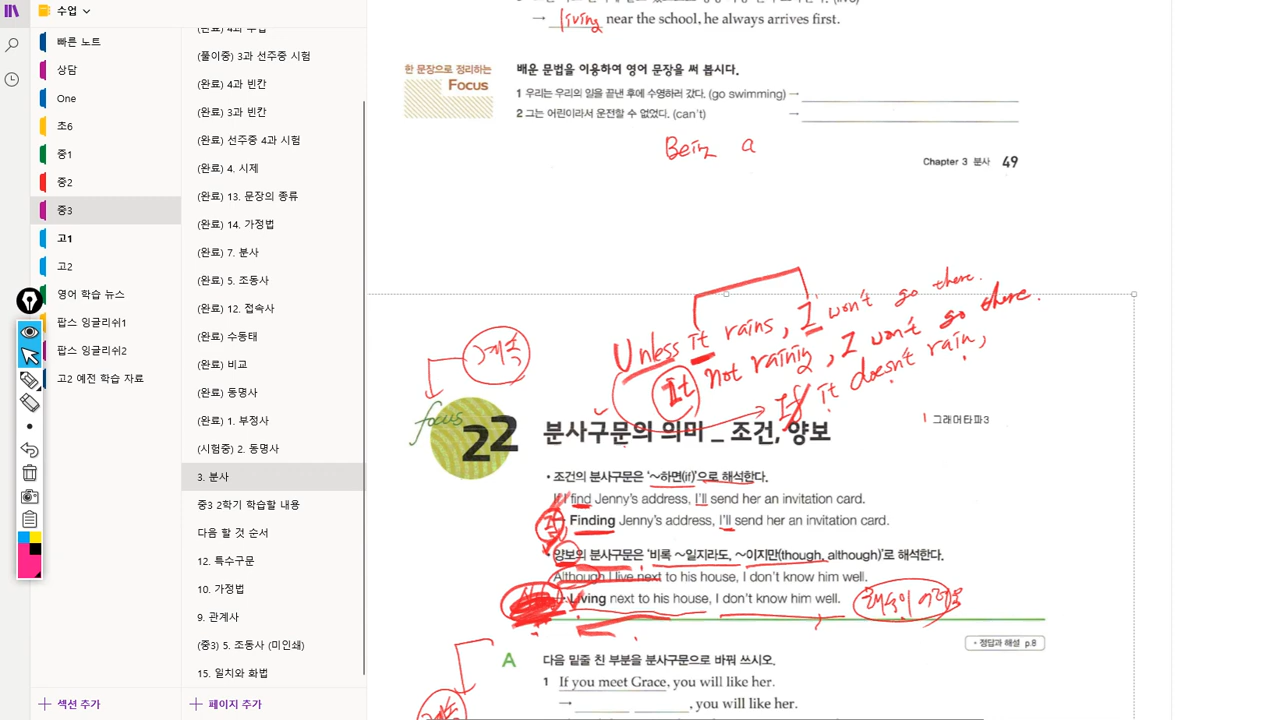 수업
빠른 노트
상담
One
초6
중1
중2
중3
고1
고2
영어 학습 뉴스
팝스 잉글리쉬1
팝스 잉글리쉬2
고2 예전 학습 자료
섹션 추가
(완료) 4과 수업
(풀이중) 3과 선주중 시험
(완료) 4과 빈칸
(완료) 3과 빈칸
(완료) 선주중 4과 시험
(완료) 4. 시제
(완료) 13. 문장의 종류
(완료) 14. 가정법
(완료) 7. 분사
(완료) 5. 조동사
(완료) 12. 접속사
(완료) 수동태
(완료) 비교
(완료) 동명사
(완료) 1. 부정사
(시험중) 2. 동명사
3. 분사
중3 2학기 학습할 내용
다음 할 것 순서
12. 특수구문
10. 가정법
9. 관계사
(중3) 5. 조동사 (미인쇄)
15. 일치와 화법
페이지 추가
→ living near the school, he always arrives first.
한 문장으로 정리하는
Focus
배운 문법을 이용하여 영어 문장을 써 봅시다.
1 우리는 우리의 일을 끝낸 후에 수영하러 갔다. (go swimming) →
2 그는 어린이라서 운전할 수 없었다. (can't) →
Being a
Chapter 3 분사 49
Unless it rains, I won't go there.
It not raining, I won't go there.
If it doesn't rain,
계속
1 그래머타파3
focus
22 분사구문의 의미 _ 조건, 양보
• 조건의 분사구문은 '~하면(if)'으로 해석한다.
If I find Jenny's address, I'll send her an invitation card.
→ Finding Jenny's address, I'll send her an invitation card.
• 양보의 분사구문은 '비록 ~일지라도, ~이지만(though, although)'로 해석한다.
Although I live next to his house, I don't know him well.
Living next to his house, I don't know him well.
• 정답과 해설 p.8
A 다음 밑줄 친 부분을 분사구문으로 바꿔 쓰시오.
1 If you meet Grace, you will like her.
→ , you will like her.